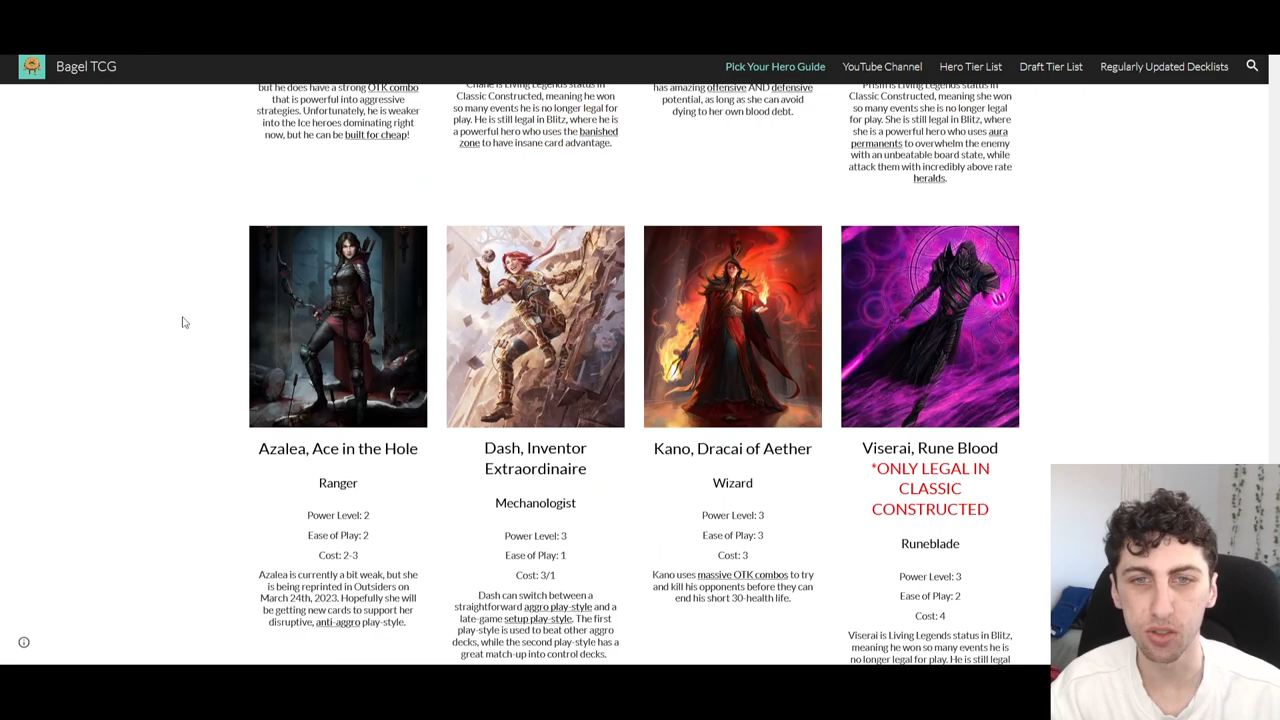 Bagel TCG
Pick Your Hero Guide
YouTube Channel
Hero Tier List
Draft Tier List
Regularly Updated Decklists
but he does have a strong OTK combo
that is powerful into aggressive
strategies. Unfortunately, he is weaker
into the Ice heroes dominating right
now, but he can be built for cheap!
Chane is Living Legends status in
Classic Constructed, meaning he won
so many events he is no longer legal for
play. He is still legal in Blitz, where he
is a powerful hero who uses the banished
zone to have insane card advantage.
has amazing offensive AND defensive
potential, as long as she can avoid
dying to her own blood debt.
Prism is Living Legends status in
Classic Constructed, meaning she won
so many events she is no longer legal
for play. She is still legal in Blitz, where
she is a powerful hero who uses aura
permanents to overwhelm the enemy
with an unbeatable board state, while
attack them with incredibly above rate
heralds.
Azalea, Ace in the Hole
Ranger
Power Level: 2
Ease of Play: 2
Cost: 2-3
Azalea is currently a bit weak, but she
is being reprinted in Outsiders on
March 24th, 2023. Hopefully she will
be getting new cards to support her
disruptive, anti-aggro play-style.
Dash, Inventor
Extraordinaire
Mechanologist
Power Level: 3
Ease of Play: 1
Cost: 3/1
Dash can switch between a
straightforward aggro play-style and a
late-game setup play-style. The first
play-style is used to beat other aggro
decks, while the second play-style has a
great match-up into control decks.
Kano, Dracai of Aether
Wizard
Power Level: 3
Ease of Play: 3
Cost: 3
Kano uses massive OTK combos to try
and kill his opponents before they can
end his short 30-health life.
Viserai, Rune Blood
*ONLY LEGAL IN
CLASSIC
CONSTRUCTED
Runeblade
Power Level: 3
Ease of Play: 2
Cost: 4
Viserai is Living Legends status in Blitz,
meaning he won so many events he is
no longer legal for play. He is still legal